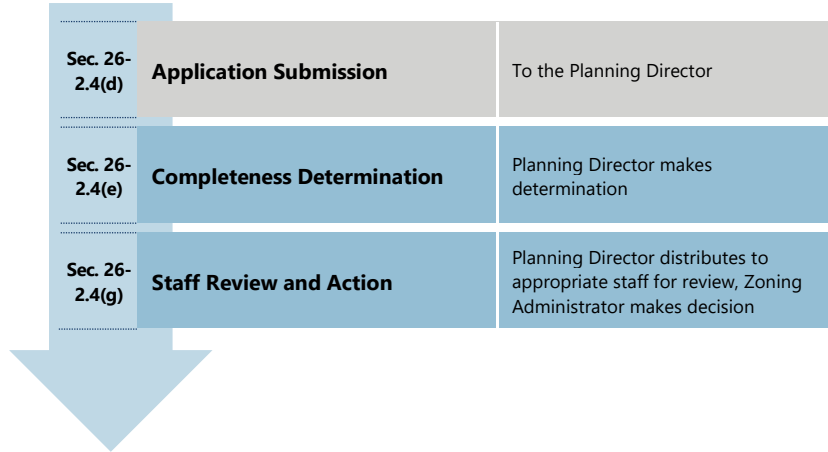 Sec. 26-
2.4(d)
Application Submission
To the Planning Director
Sec. 26-
2.4(e)
Completeness Determination
Planning Director makes
determination
Sec. 26-
2.4(g)
Staff Review and Action
Planning Director distributes to
appropriate staff for review, Zoning
Administrator makes decision